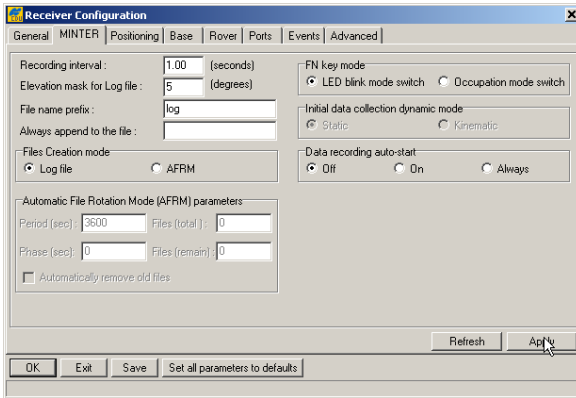 Receiver Configuration
General MINTER Positioning Base Rover Ports Events Advanced
Recording interval : 1.00 (seconds)
Elevation mask for Log file : 5 (degrees)
File name prefix : log
Always append to the file :
Files Creation mode
Log file AFRM
Automatic File Rotation Mode (AFRM) parameters
Period (sec) : 3600 Files (total ) : 0
Phase (sec): 0 Files (remain) : 0
Automatically remove old files
FN key mode
LED blink mode switch Occupation mode switch
Initial data collection dynamic mode
Static Kinematic
Data recording auto-start
Off On Always
Refresh Apply
OK Exit Save Set all parameters to defaults